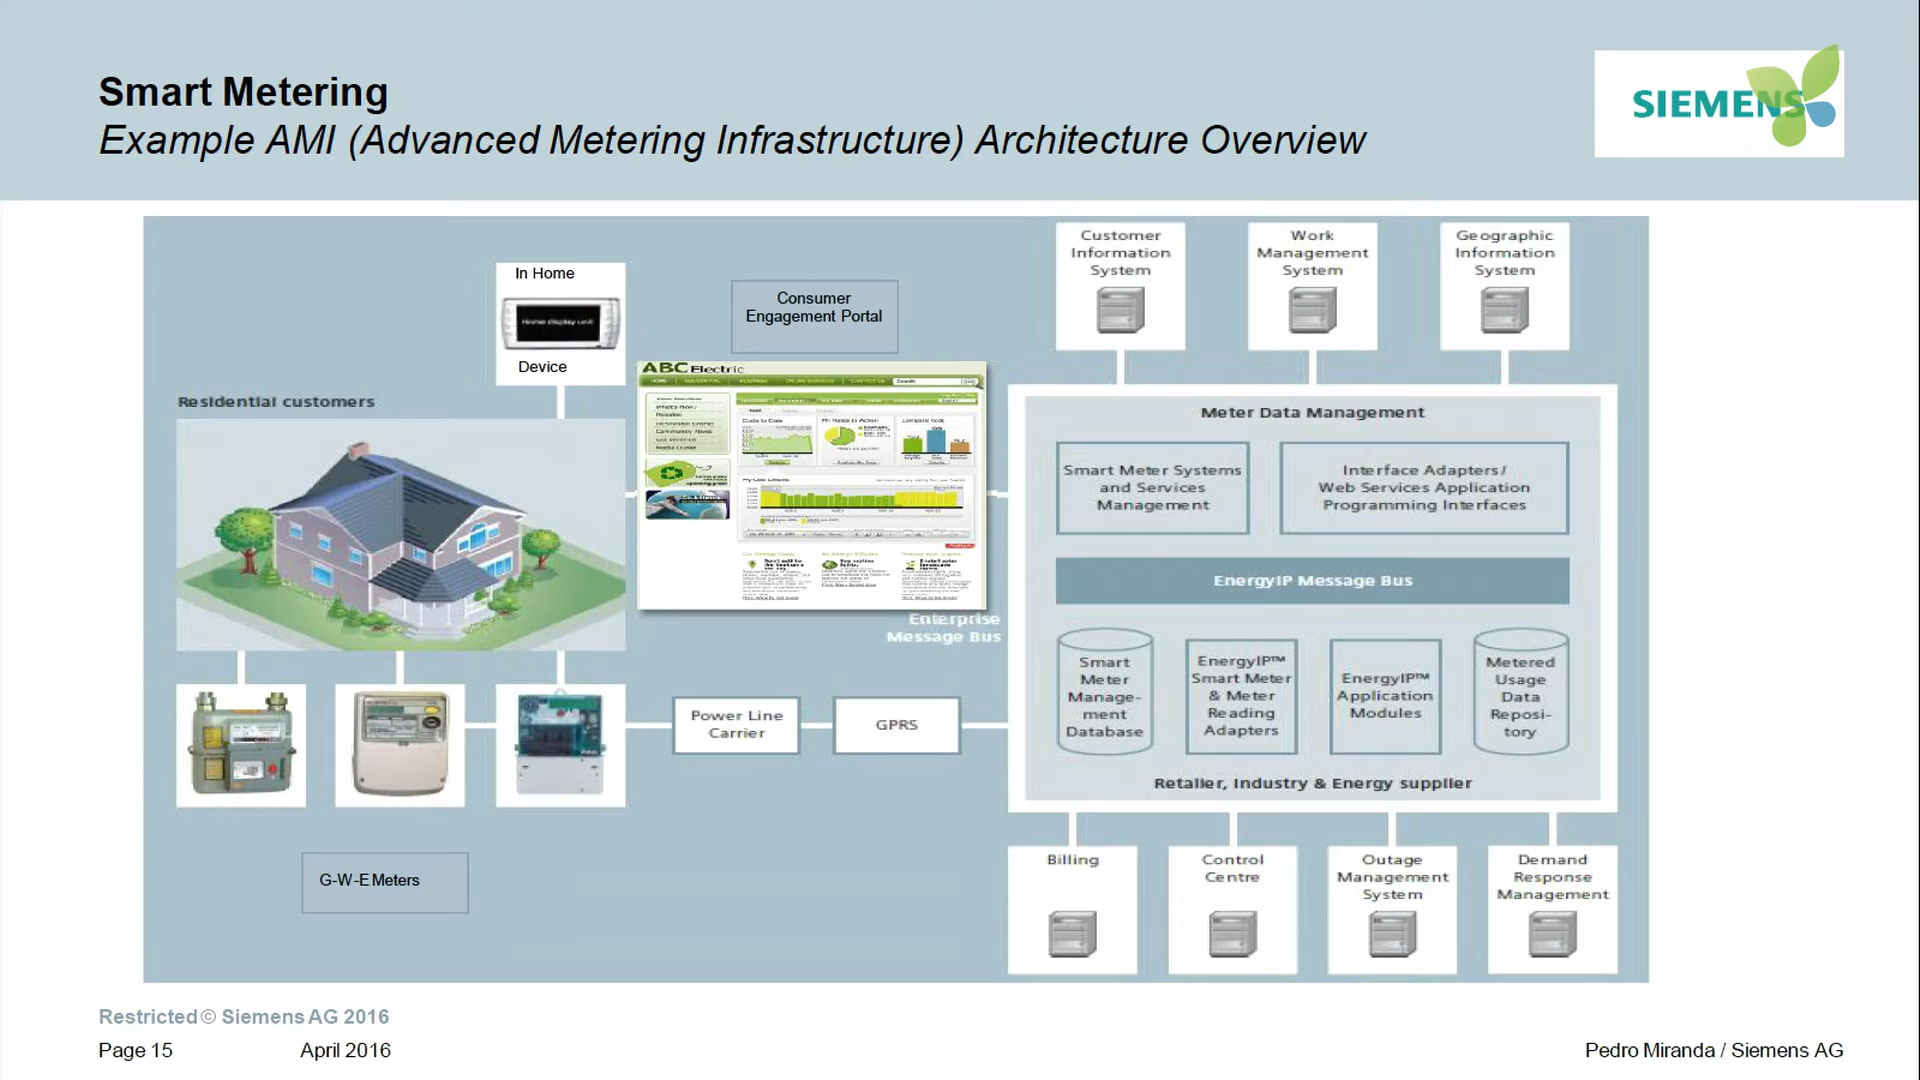 Smart Metering
Example AMI (Advanced Metering Infrastructure) Architecture Overview
SIEMENS
In Home
Home display unit
Device
Consumer
Engagement Portal
Residential customers
ABC Electric
HOME
Search
Enterprise
Message Bus
Power Line
Carrier
GPRS
G-W-E Meters
Customer
Information
System
Work
Management
System
Geographic
Information
System
Meter Data Management
Smart Meter Systems
and Services
Management
Interface Adapters/
Web Services Application
Programming Interfaces
EnergyIP Message Bus
Smart
Meter
Manage-
ment
Database
EnergyIP™
Smart Meter
& Meter
Reading
Adapters
EnergyIP™
Application
Modules
Metered
Usage
Data
Reposi-
tory
Retailer, Industry & Energy supplier
Billing
Control
Centre
Outage
Management
System
Demand
Response
Management
Restricted © Siemens AG 2016
Page 15
April 2016
Pedro Miranda / Siemens AG